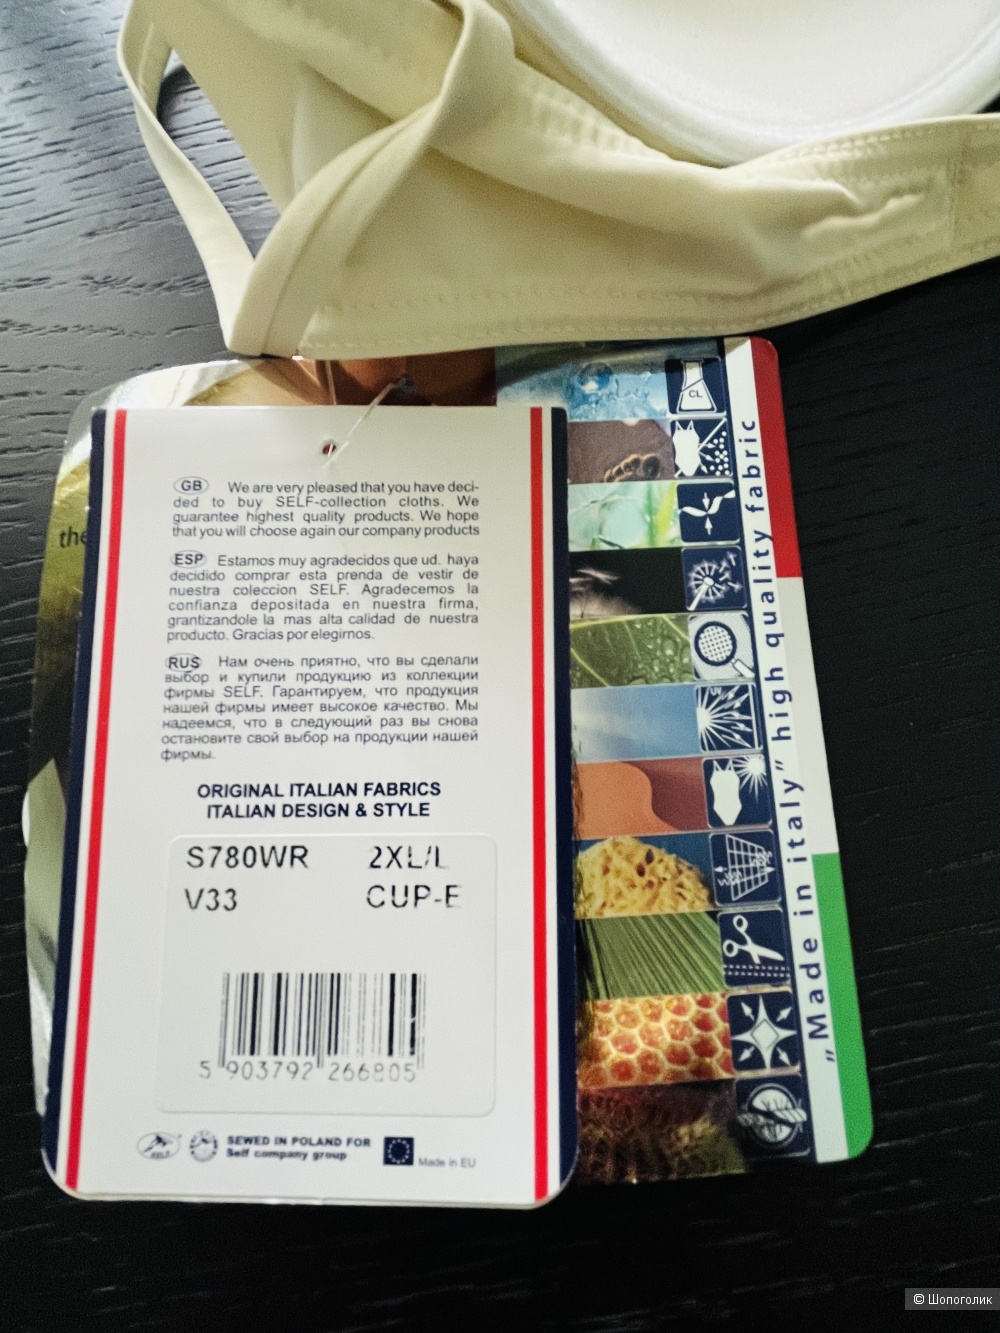 CL
the
GB We are very pleased that you have deci-
ded to buy SELF-collection cloths. We
guarantee highest quality products. We hope
that you will choose again our company products
ESP Estamos muy agradecidos que ud. haya
decidido comprar esta prenda de vestir de
nuestra coleccion SELF. Agradecemos la
confianza depositada en nuestra firma,
grantizandole la mas alta calidad de nuestra
producto. Gracias por elegirnos.
RUS Нам очень приятно, что вы сделали
выбор и купили продукцию из коллекции
фирмы SELF. Гарантируем, что продукция
нашей фирмы имеет высокое качество. Мы
надеемся, что в следующий раз вы снова
остановите свой выбор на продукции нашей
фирмы.
ORIGINAL ITALIAN FABRICS
ITALIAN DESIGN & STYLE
S780WR 2XL/L
V33 CUP-E
5 903792 266805
SELF
SEWED IN POLAND FOR
Self company group
Made in EU
UV
„Made in italy” high quality fabric
© Шопоголик